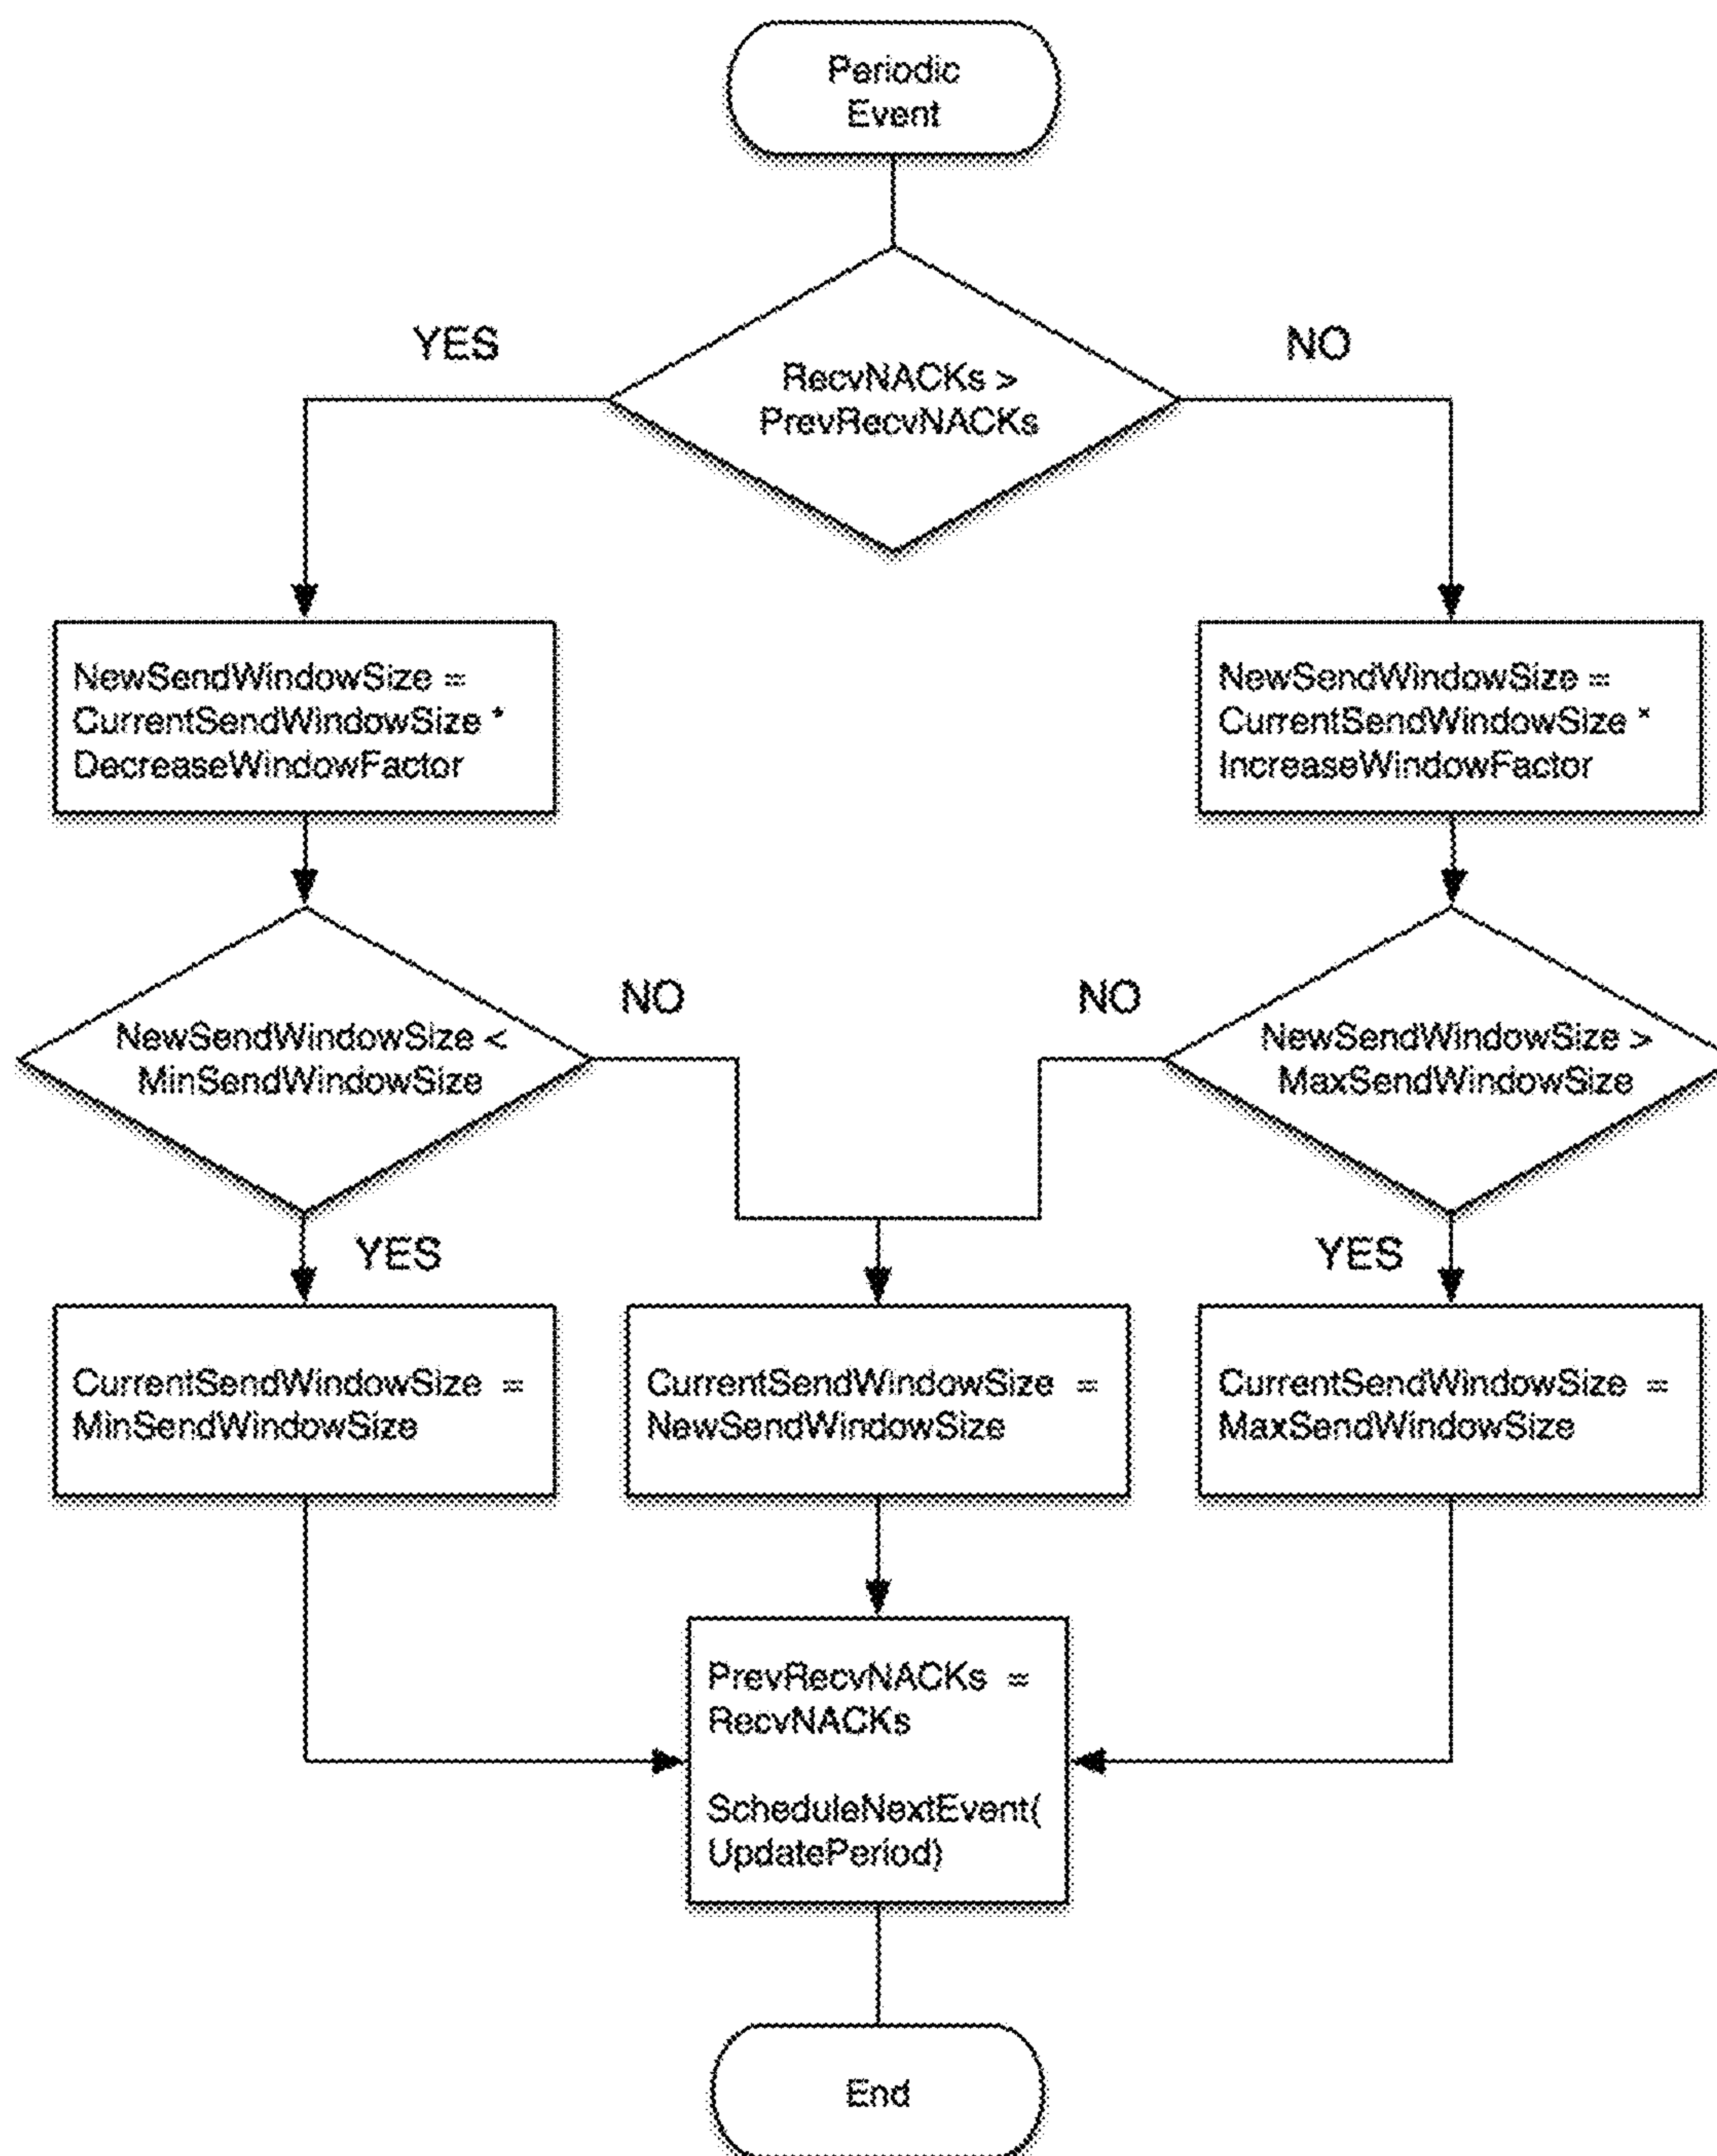 Periodic
Event
YES
NO
RecvNACKs >
PrevRecvNACKs
NewSendWindowSize =
CurrentSendWindowSize *
DecreaseWindowFactor
NewSendWindowSize =
CurrentSendWindowSize *
IncreaseWindowFactor
NO
NO
NewSendWindowSize <
MinSendWindowSize
NewSendWindowSize >
MaxSendWindowSize
YES
YES
CurrentSendWindowSize =
MinSendWindowSize
CurrentSendWindowSize =
NewSendWindowSize
CurrentSendWindowSize =
MaxSendWindowSize
PrevRecvNACKs =
RecvNACKs
ScheduleNextEvent(
UpdatePeriod)
End